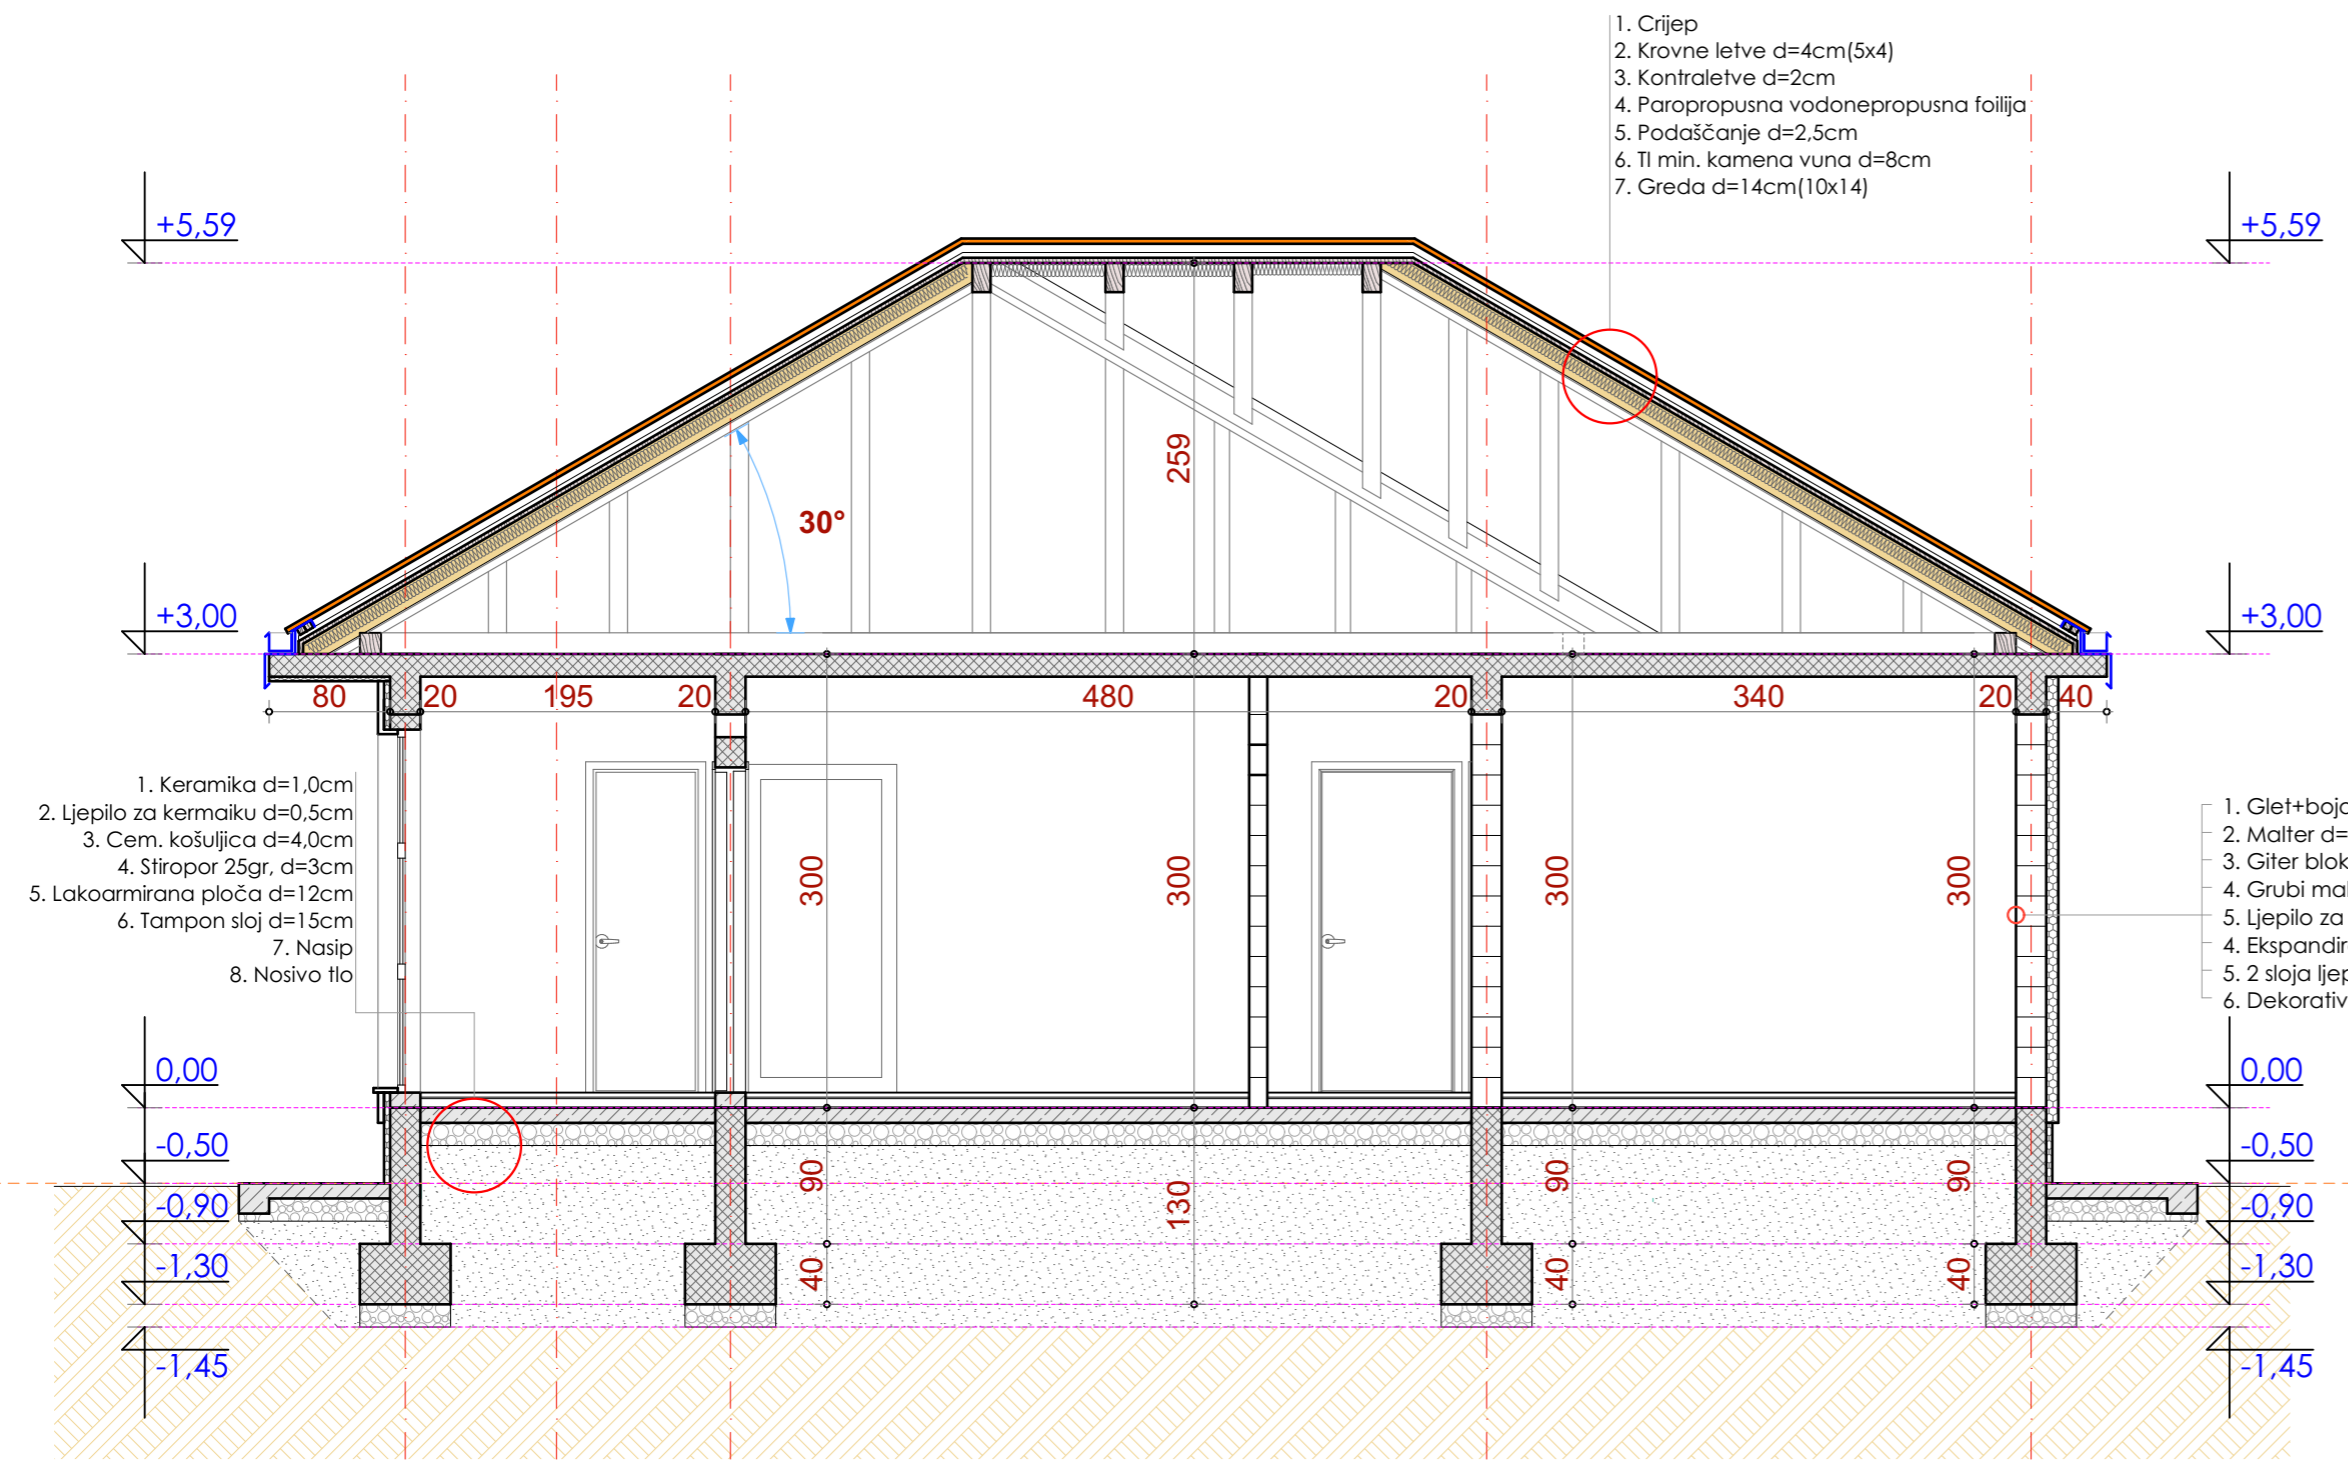 1. Crijep
2. Krovne letve d=4cm(5x4)
3. Kontraletve d=2cm
4. Paropropusna vodonepropusna foilija
5. Podaščanje d=2,5cm
6. TI min. kamena vuna d=8cm
7. Greda d=14cm(10x14)
+5,59
+5,59
259
30°
+3,00
+3,00
80 20 195 20 480 20 340 20 40
1. Keramika d=1,0cm
2. Ljepilo za kermaiku d=0,5cm
3. Cem. košuljica d=4,0cm
4. Stiropor 25gr, d=3cm
5. Lakoarmirana ploča d=12cm
6. Tampon sloj d=15cm
7. Nasip
8. Nosivo tlo
300 300 300 300
1. Glet+boja
2. Malter d=
3. Giter blok
4. Grubi mal
5. Ljepilo za
4. Ekspandir
5. 2 sloja ljep
6. Dekorativ
0,00
0,00
-0,50
-0,50
90 130 90 90
-0,90
-0,90
40 40 40
-1,30
-1,30
-1,45
-1,45